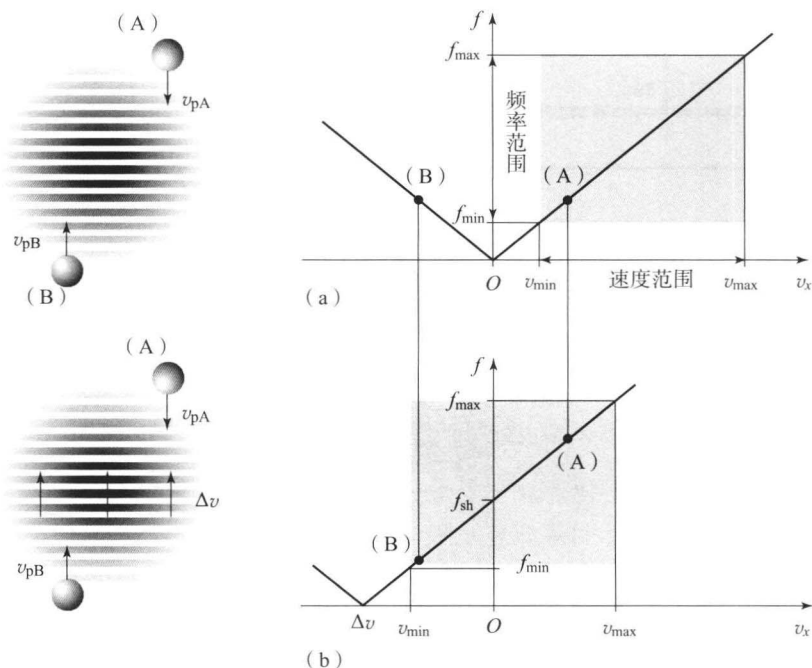 (A)
v_pA
v_pB
(B)
f
f_max
频率范围
(B)
(A)
f_min
O
v_min
速度范围
v_max
v_x
(a)
(A)
v_pA
Δv
v_pB
f
f_max
(A)
f_sh
(B)
f_min
Δv
v_min
O
v_max
v_x
(b)